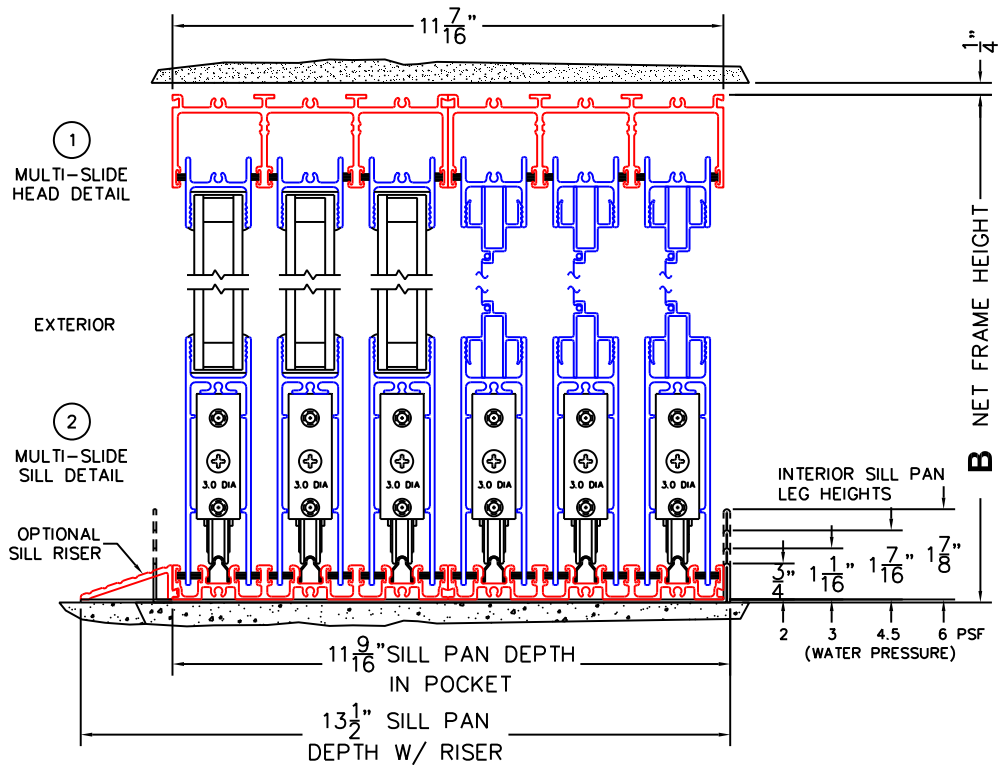 11 7/16"
1/4"
1
MULTI-SLIDE
HEAD DETAIL
EXTERIOR
NET FRAME HEIGHT
B
2
MULTI-SLIDE
SILL DETAIL
3.0 DIA 3.0 DIA 3.0 DIA 3.0 DIA 3.0 DIA 3.0 DIA
INTERIOR SILL PAN
LEG HEIGHTS
OPTIONAL
SILL RISER
3/4" 1 1/16" 1 7/16" 1 7/8"
2 3 4.5 6 PSF
(WATER PRESSURE)
11 9/16" SILL PAN DEPTH
IN POCKET
13 1/2" SILL PAN
DEPTH W/ RISER